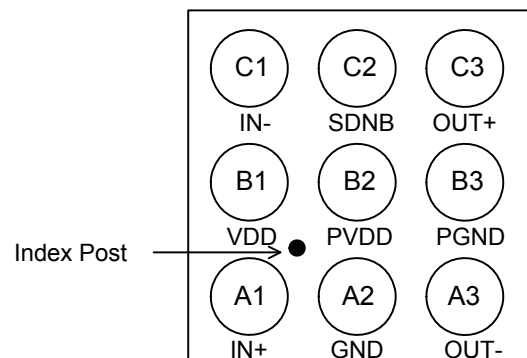 C1 C2 C3
IN- SDNB OUT+
B1 B2 B3
VDD PVDD PGND
Index Post
A1 A2 A3
IN+ GND OUT-